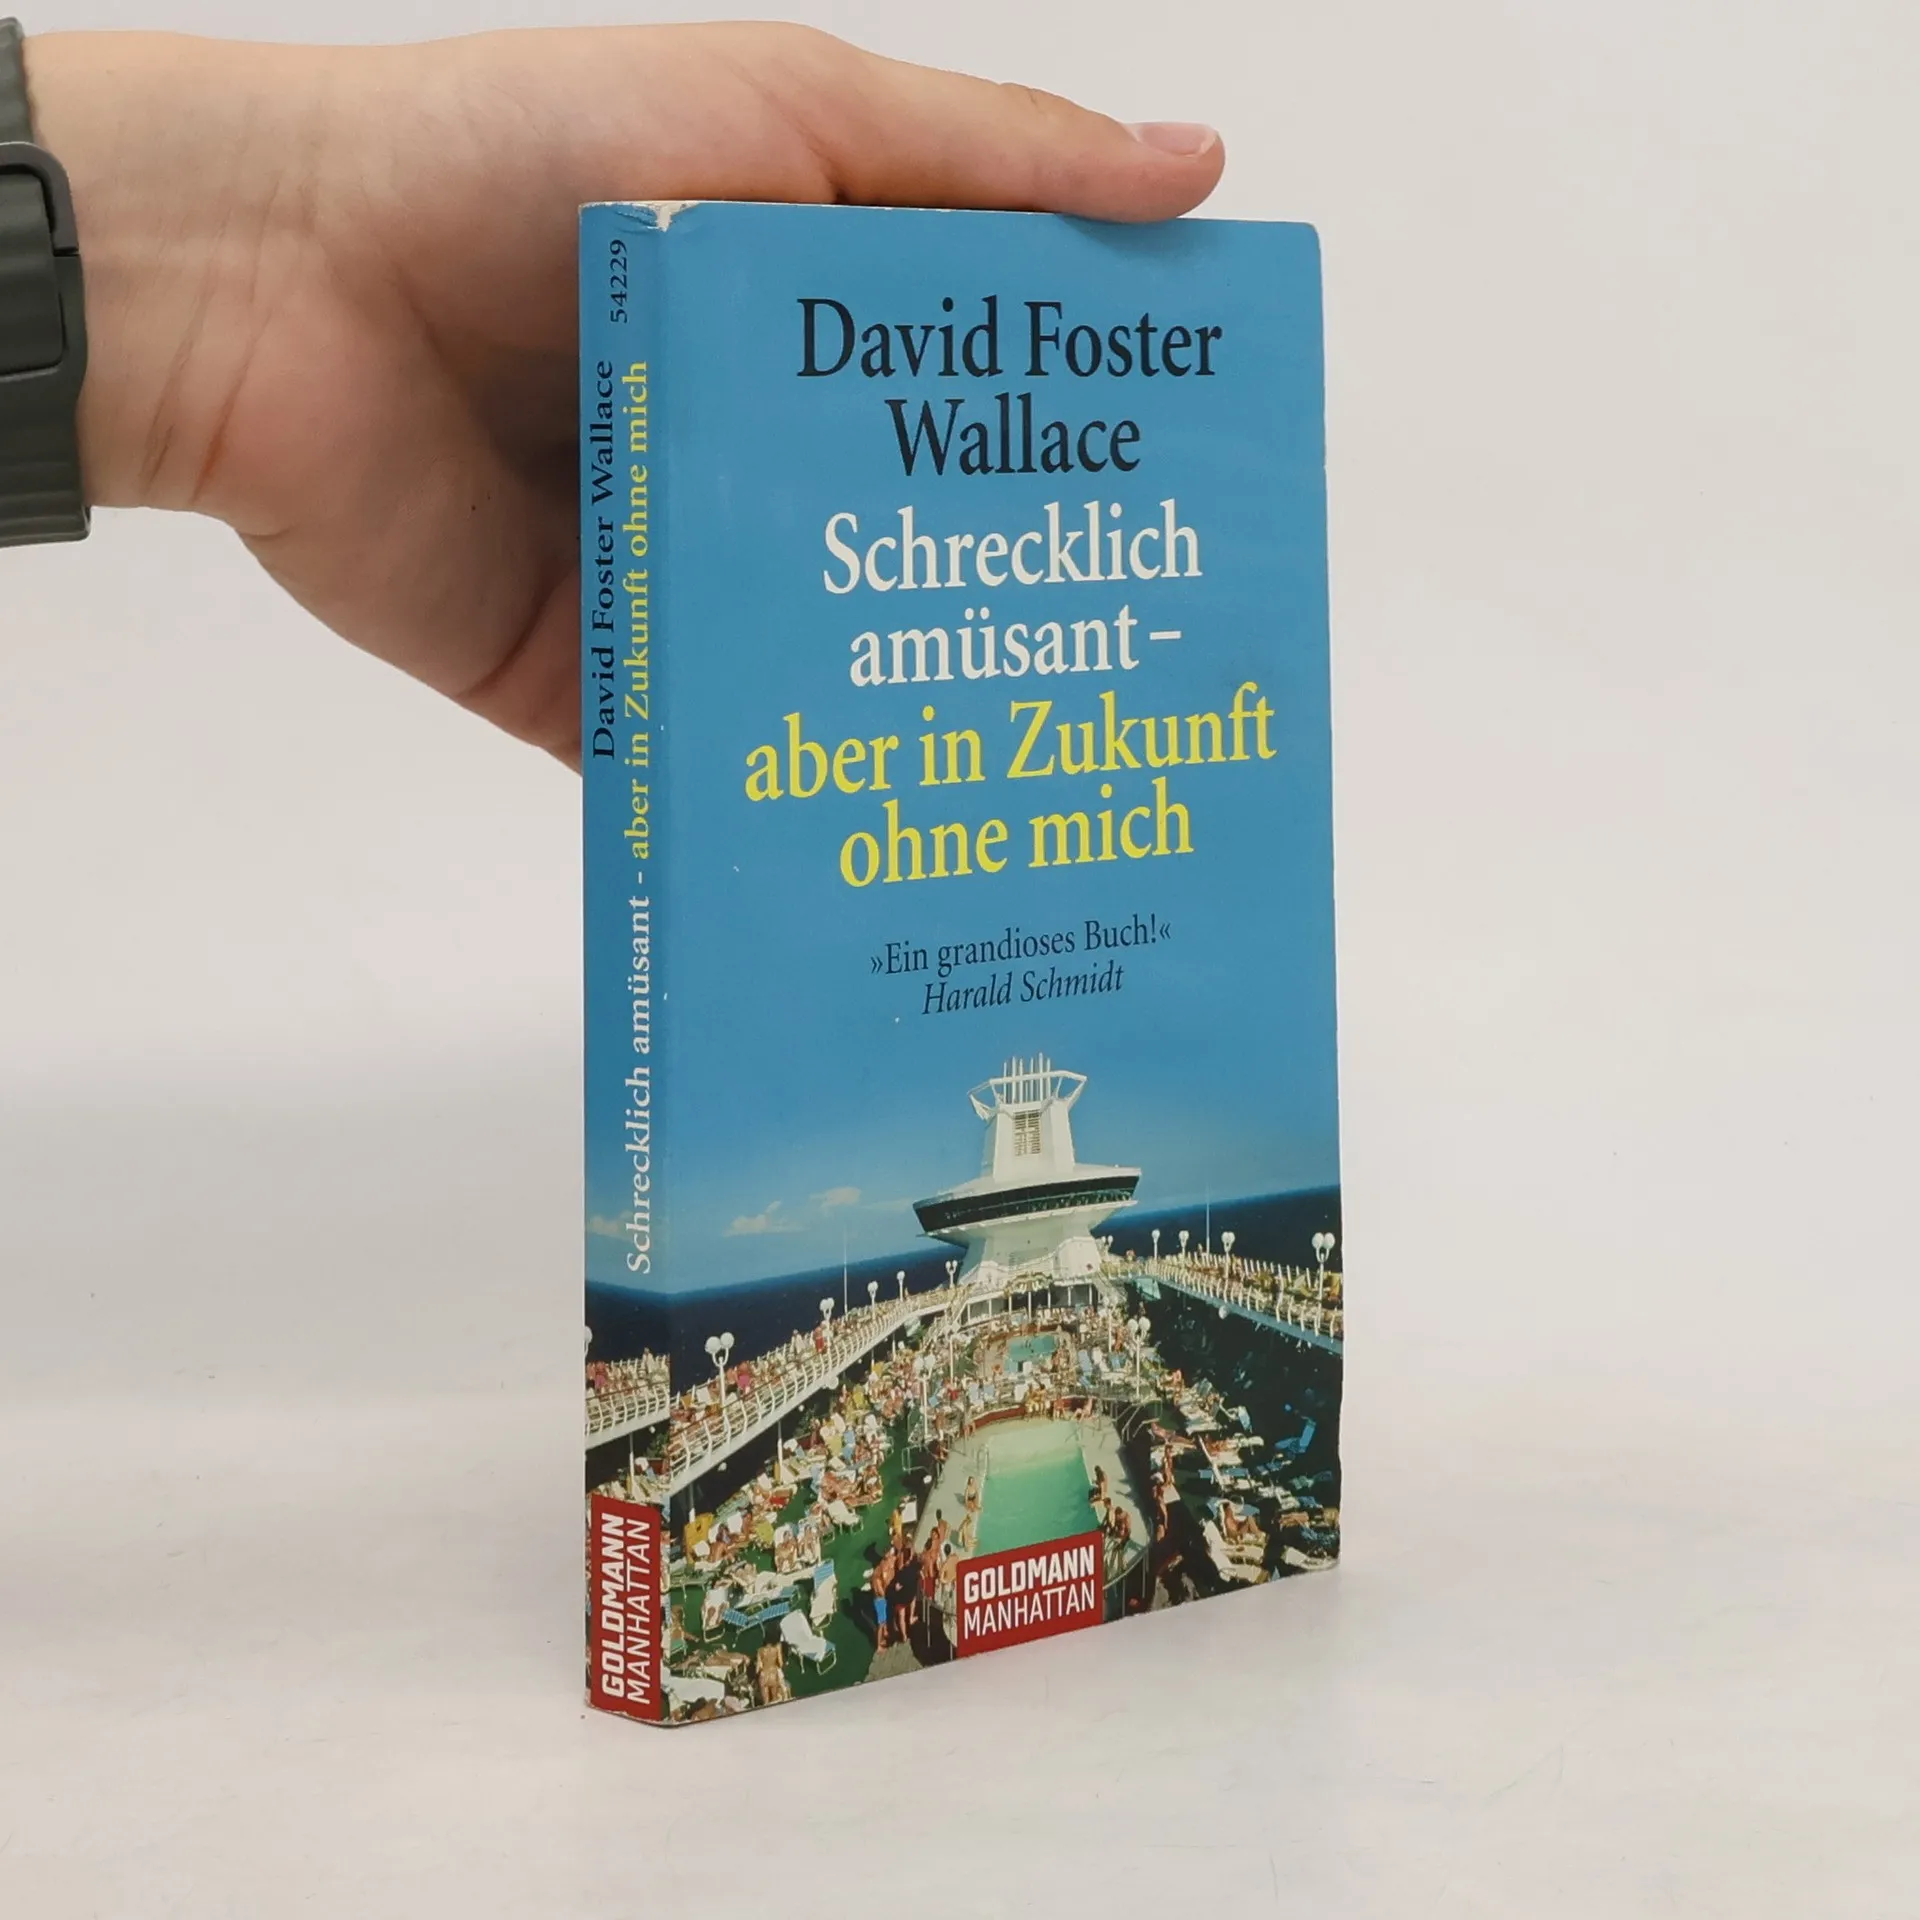 54229
David Foster Wallace
Schrecklich amüsant - aber in Zukunft ohne mich
GOLDMANN
MANHATTAN
David Foster
Wallace
Schrecklich
amüsant –
aber in Zukunft
ohne mich
»Ein grandioses Buch!«
Harald Schmidt
GOLDMANN
MANHATTAN